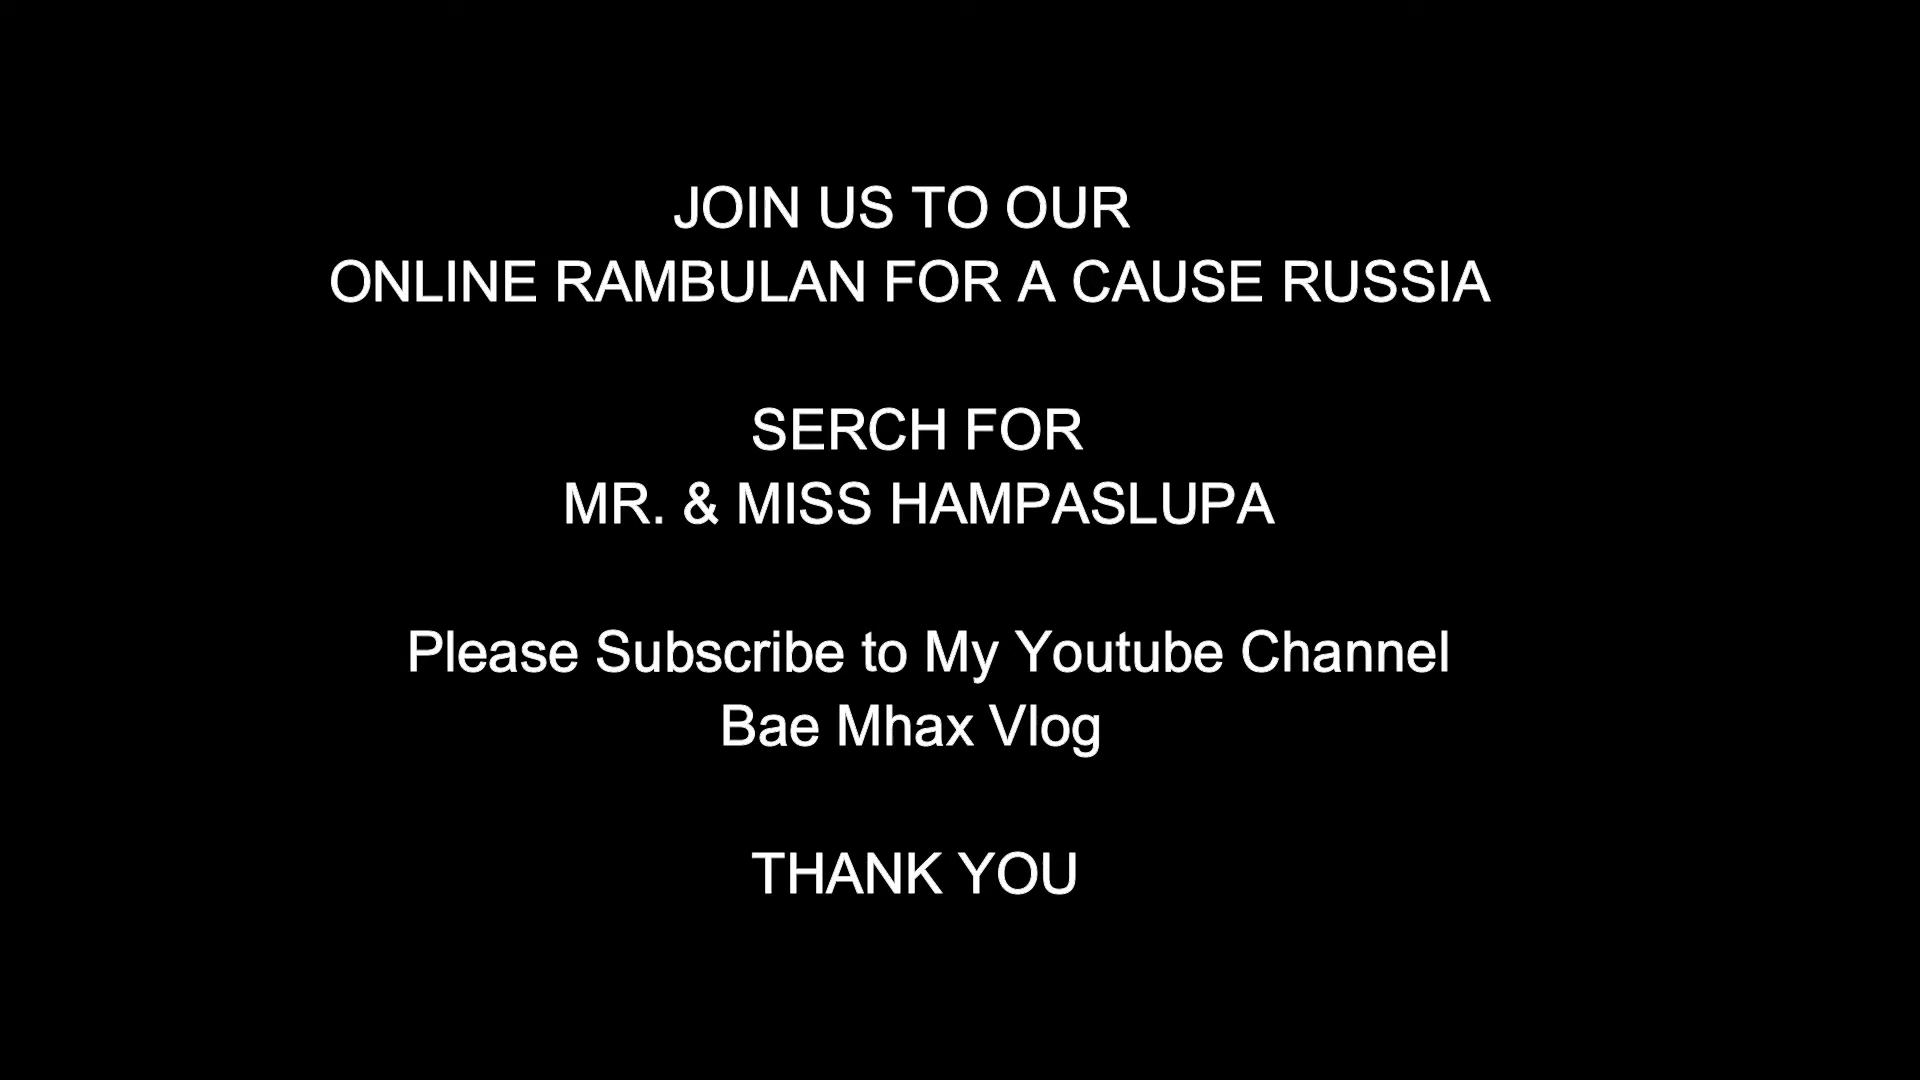 JOIN US TO OUR
ONLINE RAMBULAN FOR A CAUSE RUSSIA
SERCH FOR
MR. & MISS HAMPASLUPA
Please Subscribe to My Youtube Channel
Bae Mhax Vlog
THANK YOU